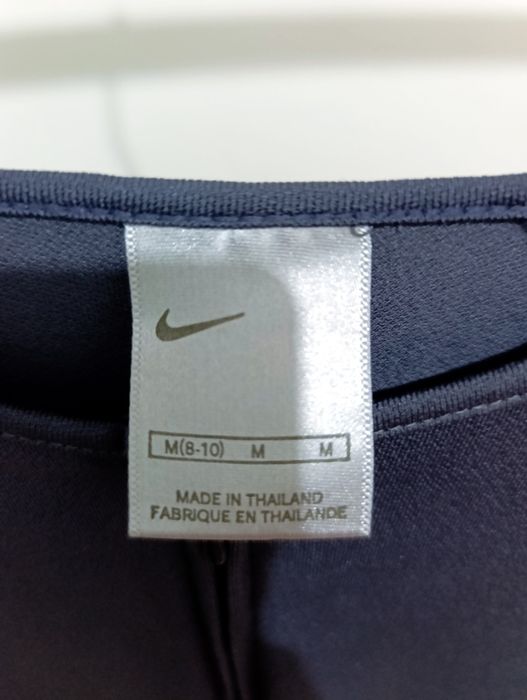 M(8-10) M M
MADE IN THAILAND
FABRIQUE EN THAILANDE